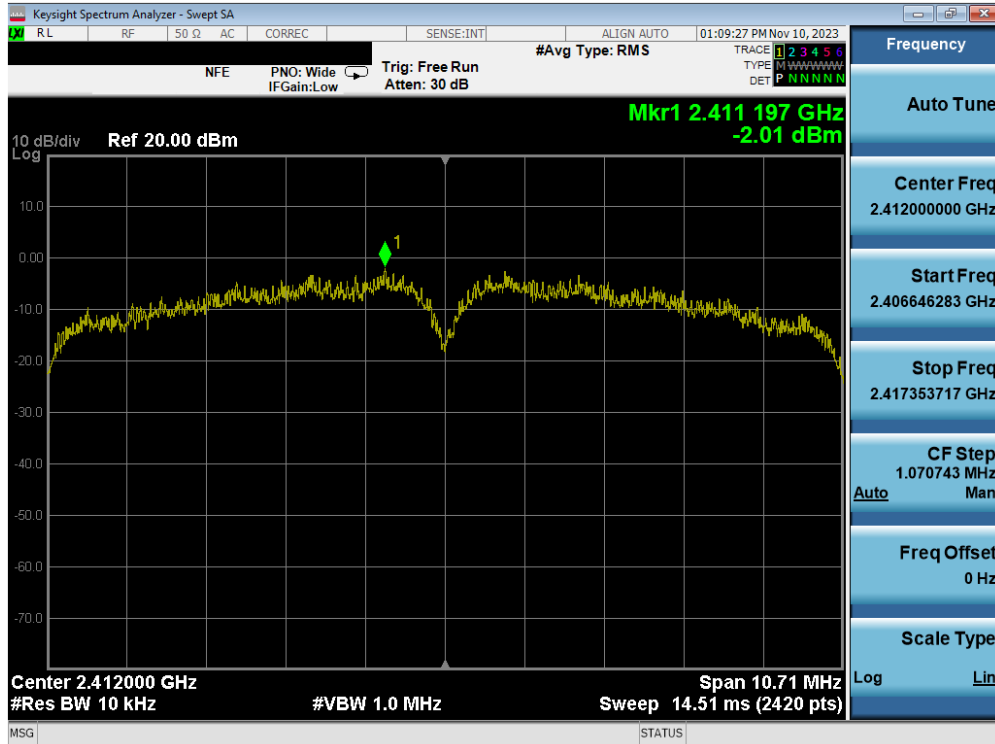 Keysight Spectrum Analyzer - Swept SA
LXI RL RF 50 Ω AC CORREC SENSE:INT ALIGN AUTO 01:09:27 PM Nov 10, 2023
#Avg Type: RMS TRACE 1 2 3 4 5 6
NFE PNO: Wide Trig: Free Run TYPE M WWWWW
IFGain:Low Atten: 30 dB DET P N N N N N
Mkr1 2.411 197 GHz
-2.01 dBm
10 dB/div Ref 20.00 dBm
Log
10.0
1
0.00
-10.0
-20.0
-30.0
-40.0
-50.0
-60.0
-70.0
Center 2.412000 GHz Span 10.71 MHz
#Res BW 10 kHz #VBW 1.0 MHz Sweep 14.51 ms (2420 pts)
MSG STATUS
Frequency
Auto Tune
Center Freq
2.412000000 GHz
Start Freq
2.406646283 GHz
Stop Freq
2.417353717 GHz
CF Step
1.070743 MHz
Auto Man
Freq Offset
0 Hz
Scale Type
Log Lin